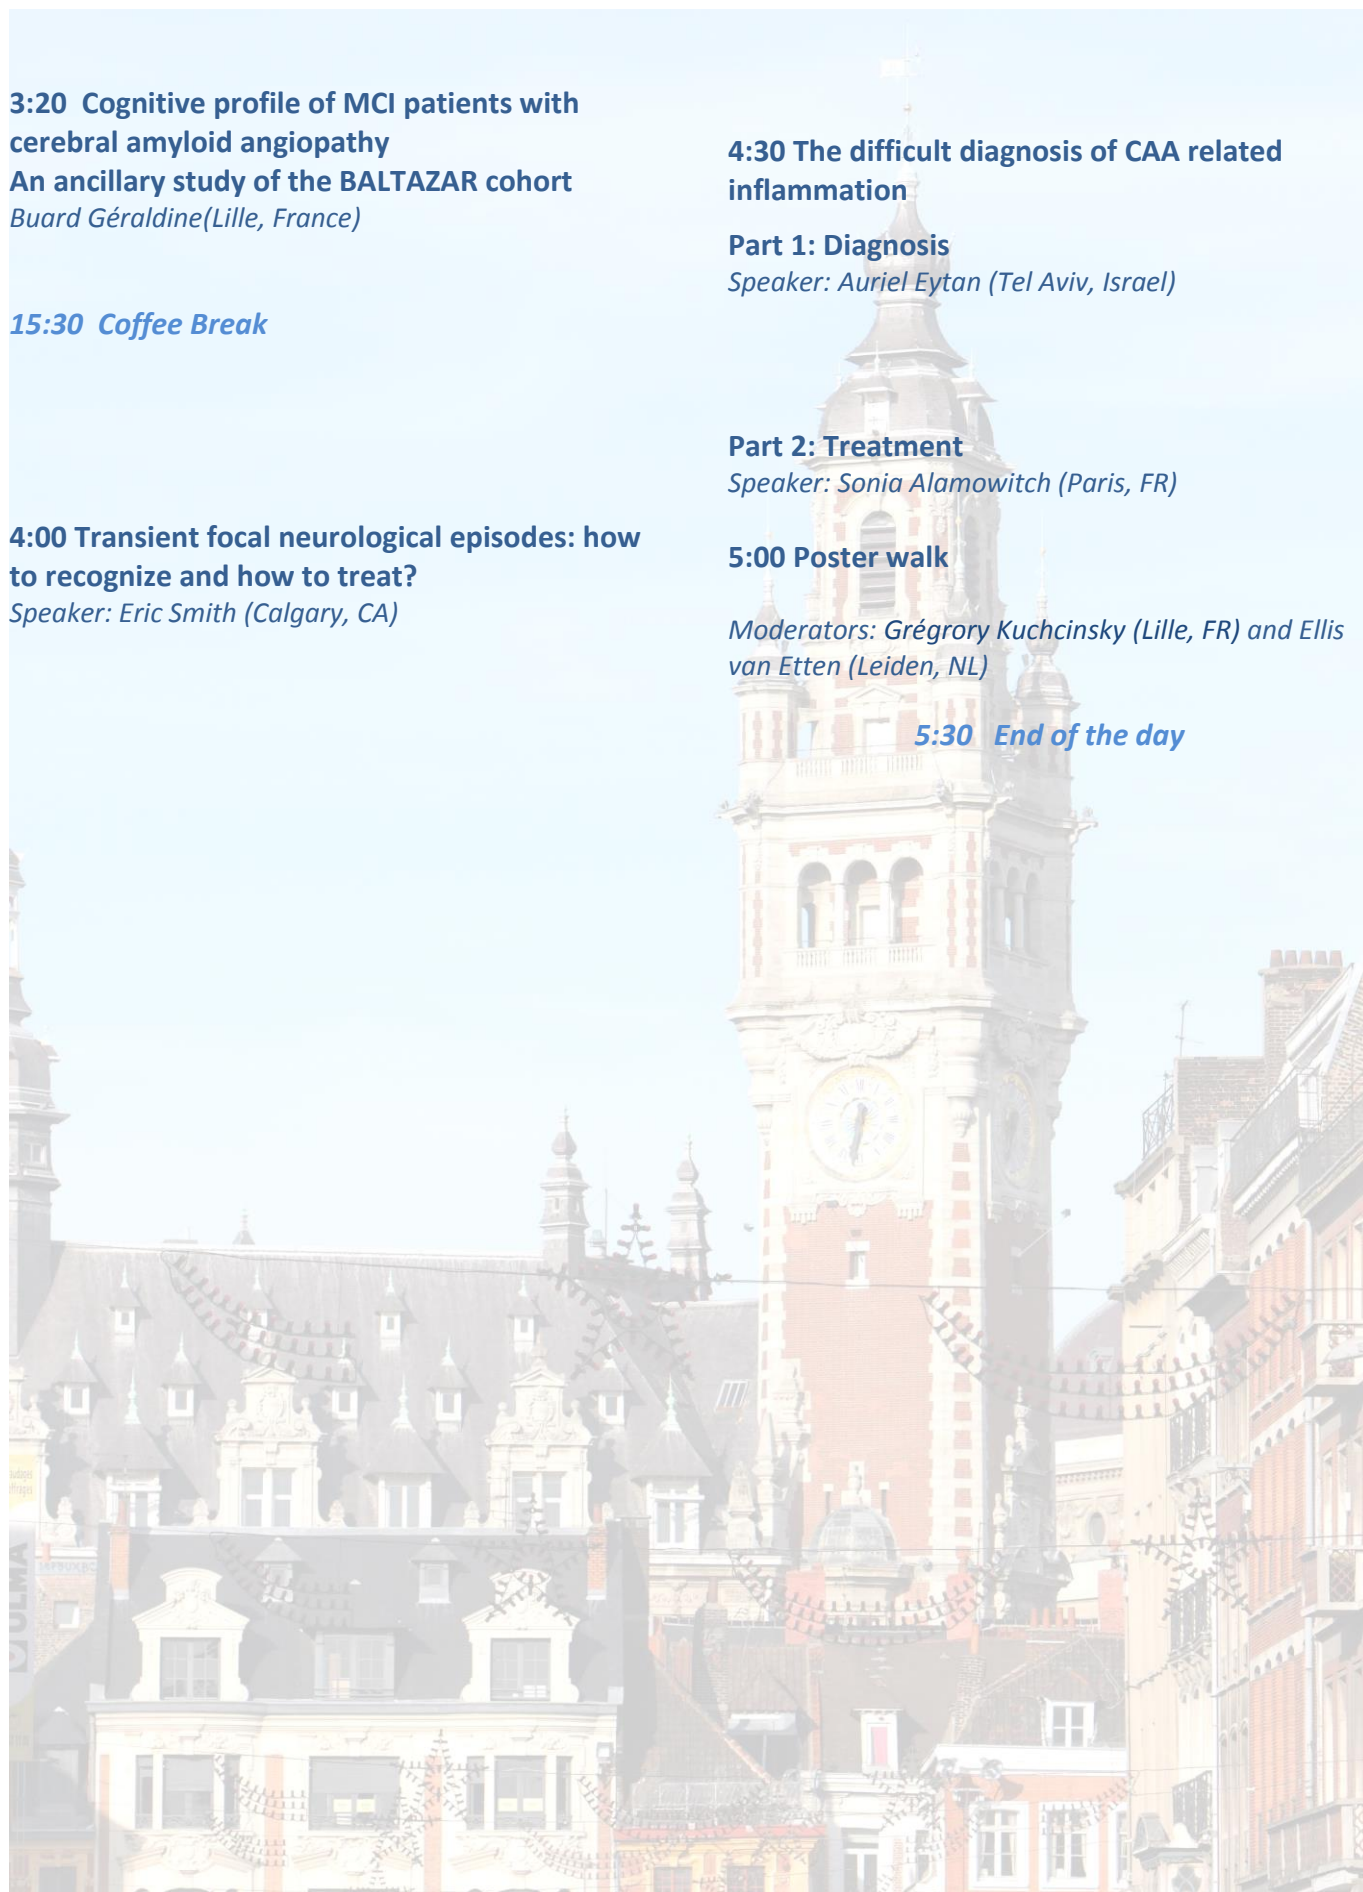 3:20 Cognitive profile of MCI patients with
cerebral amyloid angiopathy
An ancillary study of the BALTAZAR cohort
Buard Géraldine(Lille, France)
15:30 Coffee Break
4:00 Transient focal neurological episodes: how
to recognize and how to treat?
Speaker: Eric Smith (Calgary, CA)
4:30 The difficult diagnosis of CAA related
inflammation
Part 1: Diagnosis
Speaker: Auriel Eytan (Tel Aviv, Israel)
Part 2: Treatment
Speaker: Sonia Alamowitch (Paris, FR)
5:00 Poster walk
Moderators: Grégrory Kuchcinsky (Lille, FR) and Ellis
van Etten (Leiden, NL)
5:30 End of the day